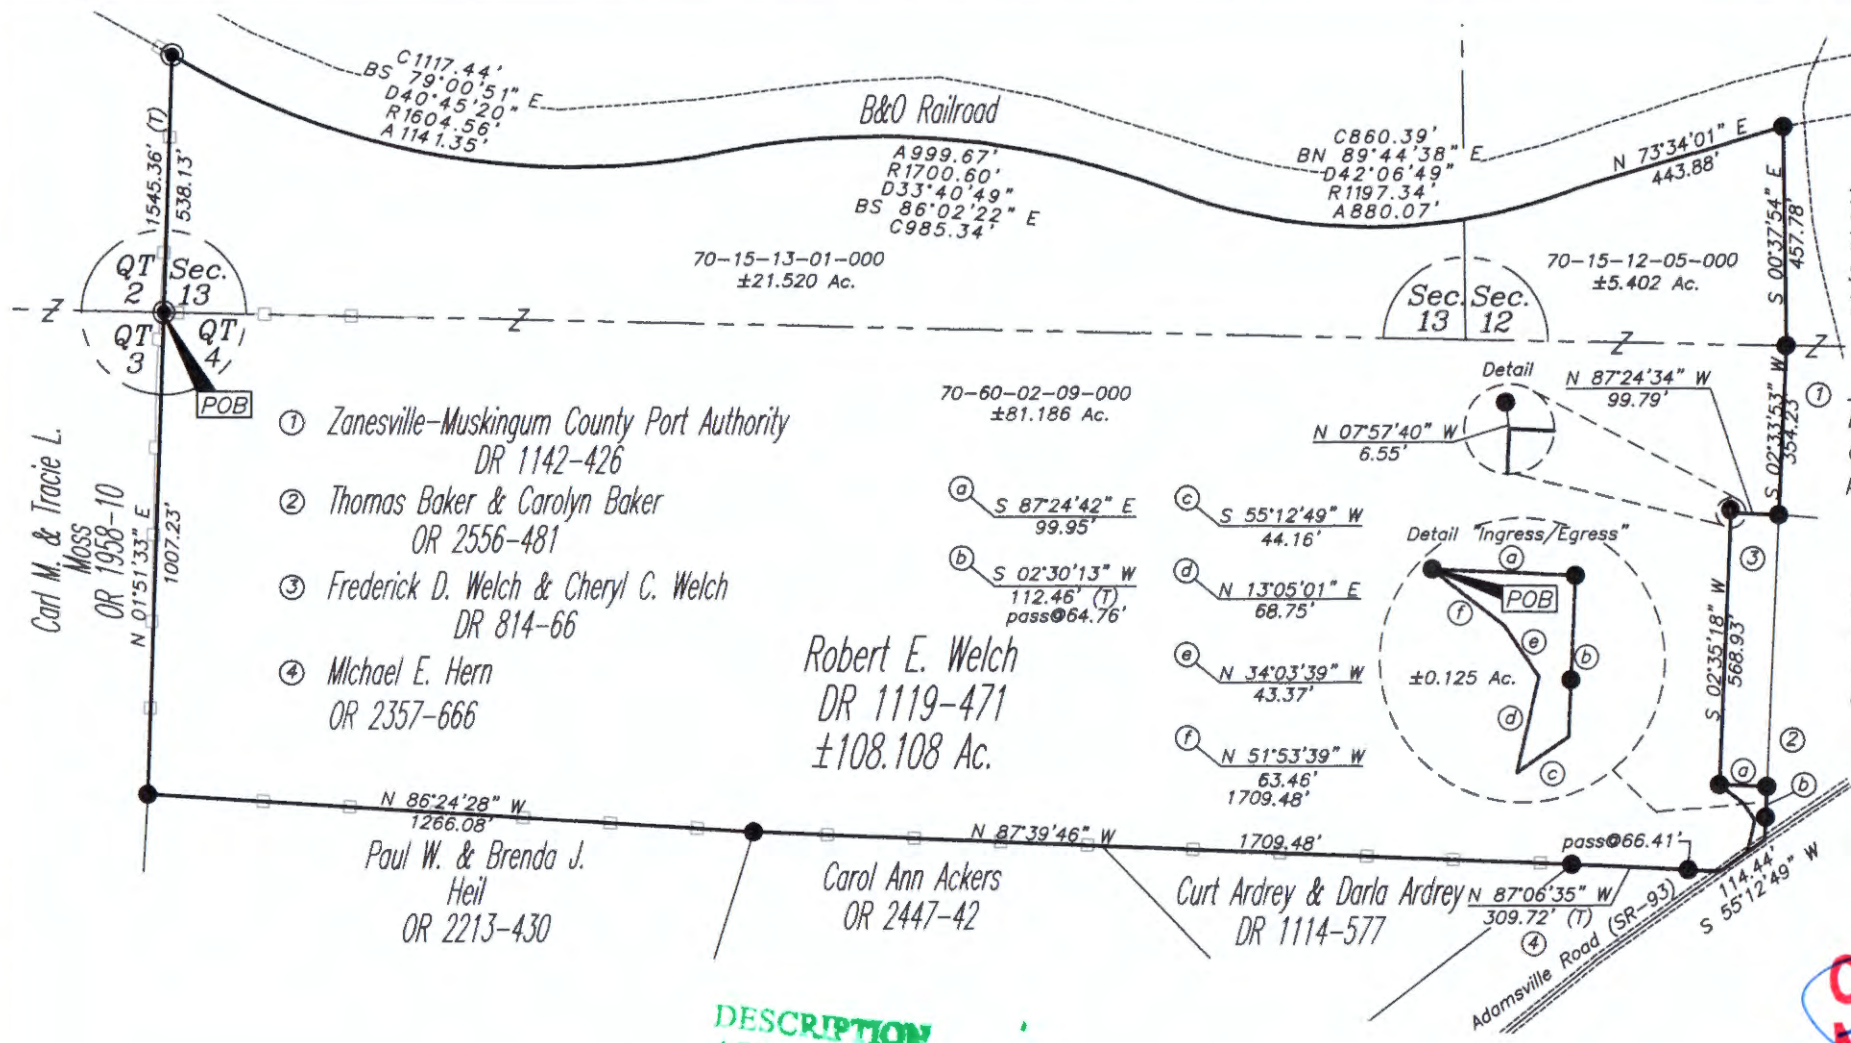 C1117.44'
BS 79°00'51" E
D40°45'20"
R1604.56'
A1141.35'
B&O Railroad
A999.67'
R1700.60'
D33°40'49"
BS 86°02'22" E
C985.34'
C860.39'
BN 89°44'38" E
D42°06'49"
R1197.34'
A880.07'
N 73°34'01" E
443.88'
1545.36' (T)
538.13'
S 00°37'54" E
457.78'
70-15-13-01-000
±21.520 Ac.
70-15-12-05-000
±5.402 Ac.
QT Sec.
2 13
QT QT
3 4
POB
Sec. Sec.
13 12
Z
Z
Z
Z
70-60-02-09-000
±81.186 Ac.
Detail
N 87°24'34" W
99.79'
N 07°57'40" W
6.55'
S 02°33'53" W
354.23'
1
1 Zanesville-Muskingum County Port Authority
DR 1142-426
2 Thomas Baker & Carolyn Baker
OR 2556-481
3 Frederick D. Welch & Cheryl C. Welch
DR 814-66
4 Michael E. Hern
OR 2357-666
Carl M. & Tracie L.
Moss
OR 1958-10
N 01°51'33" E
1007.23'
a S 87°24'42" E
99.95'
b S 02°30'13" W
112.46' (T)
pass@64.76'
c S 55°12'49" W
44.16'
d N 13°05'01" E
68.75'
e N 34°03'39" W
43.37'
f N 51°53'39" W
63.46'
1709.48'
Robert E. Welch
DR 1119-471
±108.108 Ac.
Detail "Ingress/Egress"
a
POB
f
e
b
±0.125 Ac.
d
c
3
S 02°35'18" W
568.93'
2
a
b
N 86°24'28" W
1266.08'
Paul W. & Brenda J.
Heil
OR 2213-430
N 87°39'46" W
1709.48'
Carol Ann Ackers
OR 2447-42
Curt Ardrey & Darla Ardrey
DR 1114-577
pass@66.41'
N 87°06'35" W
309.72' (T)
4
114.44'
S 55°12'49" W
Adamsville Road (SR-93)
DESCRIPTION